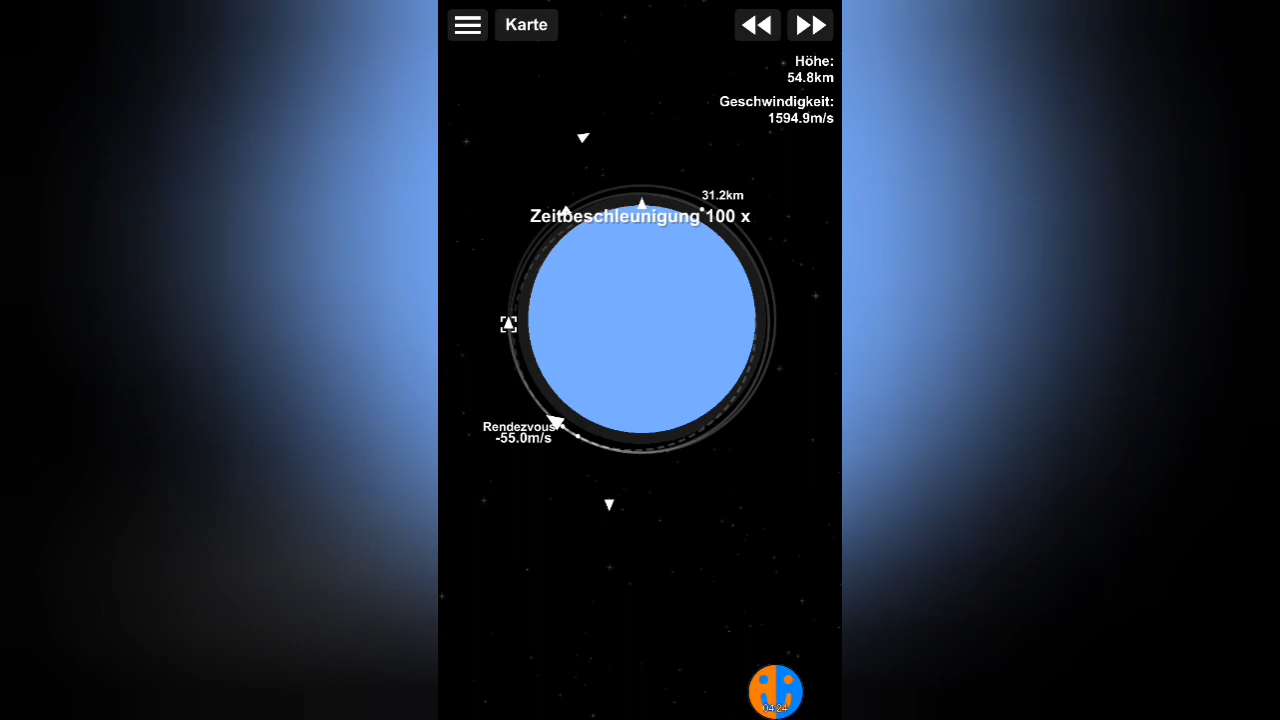 Karte
Höhe:
54.8km
Geschwindigkeit:
1594.9m/s
31.2km
Zeitbeschleunigung 100 x
Rendezvous
-55.0m/s
04:24